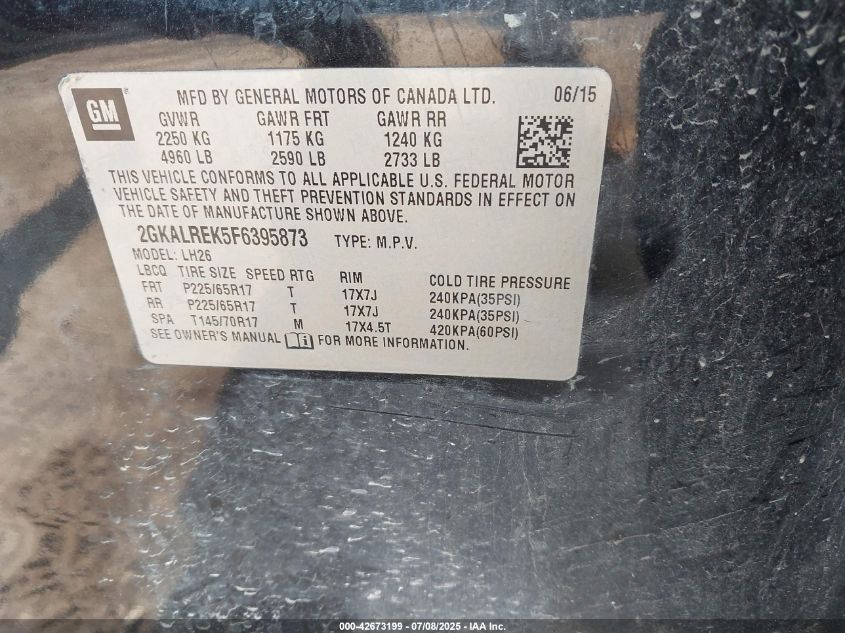 GM
MFD BY GENERAL MOTORS OF CANADA LTD. 06/15
GVWR GAWR FRT GAWR RR
2250 KG 1175 KG 1240 KG
4960 LB 2590 LB 2733 LB
THIS VEHICLE CONFORMS TO ALL APPLICABLE U.S. FEDERAL MOTOR
VEHICLE SAFETY AND THEFT PREVENTION STANDARDS IN EFFECT ON
THE DATE OF MANUFACTURE SHOWN ABOVE.
2GKALREK5F6395873 TYPE: M.P.V.
MODEL: LH26
LBCQ TIRE SIZE SPEED RTG RIM COLD TIRE PRESSURE
FRT P225/65R17 T 17X7J 240KPA(35PSI)
RR P225/65R17 T 17X7J 240KPA(35PSI)
SPA T145/70R17 M 17X4.5T 420KPA(60PSI)
SEE OWNER'S MANUAL FOR MORE INFORMATION.
000-42673199 - 07/08/2025 - IAA Inc.